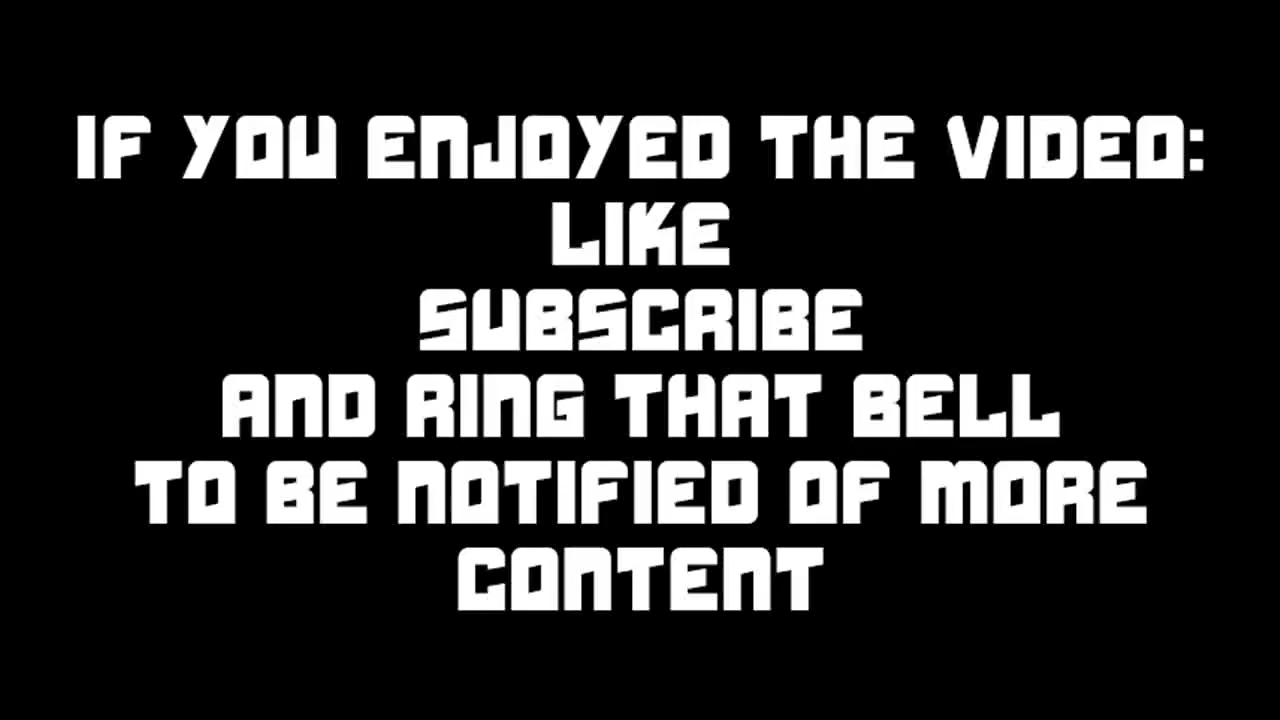 IF YOU ENJOYED THE VIDEO:
LIKE
SUBSCRIBE
AND RING THAT BELL
TO BE NOTIFIED OF MORE
CONTENT